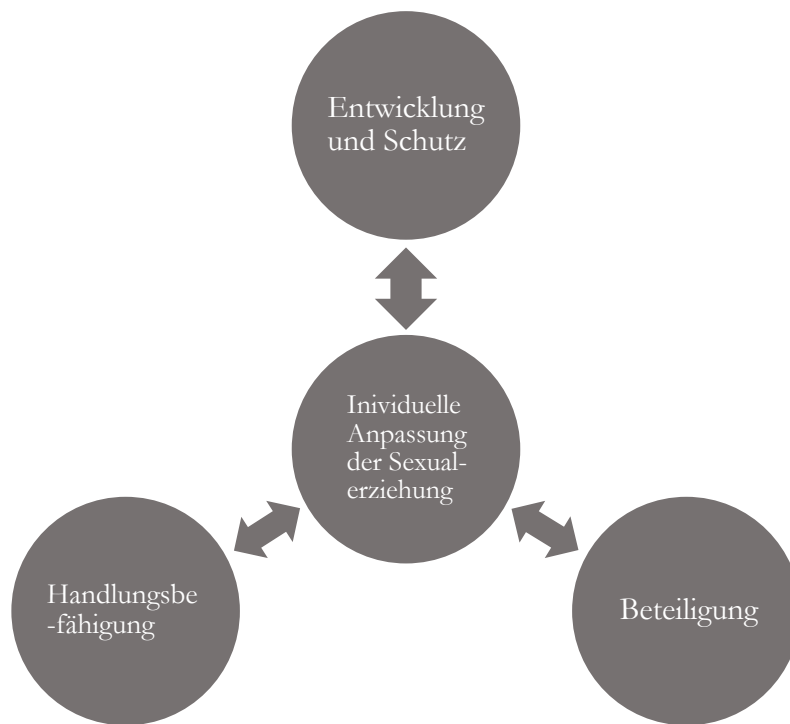 Entwicklung
und Schutz
Inividuelle
Anpassung
der Sexual-
erziehung
Handlungsbe
-fähigung
Beteiligung